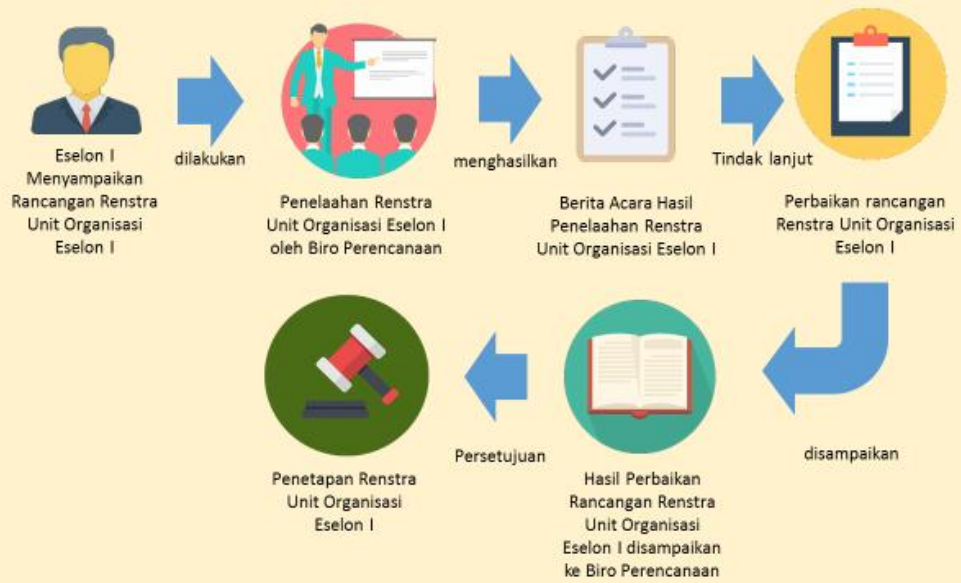 Eselon I
Menyampaikan
Rancangan Renstra
Unit Organisasi
Eselon I
dilakukan
Penelaahan Renstra
Unit Organisasi Eselon I
oleh Biro Perencanaan
menghasilkan
Berita Acara Hasil
Penelaahan Renstra
Unit Organisasi Eselon I
Tindak lanjut
Perbaikan rancangan
Renstra Unit Organisasi
Eselon I
disampaikan
Hasil Perbaikan
Rancangan Renstra
Unit Organisasi
Eselon I disampaikan
ke Biro Perencanaan
Persetujuan
Penetapan Renstra
Unit Organisasi
Eselon I